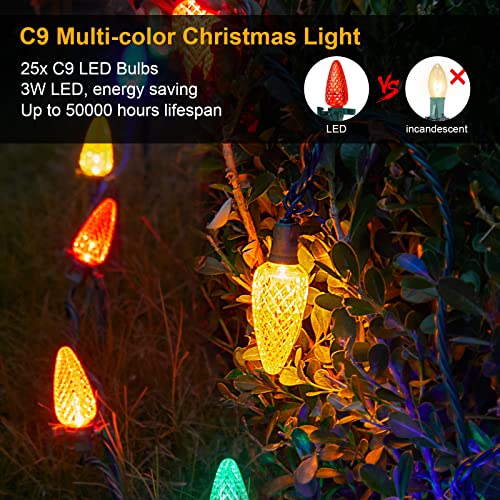 C9 Multi-color Christmas Light
25x C9 LED Bulbs
3W LED, energy saving
Up to 50000 hours lifespan
VS
LED
incandescent